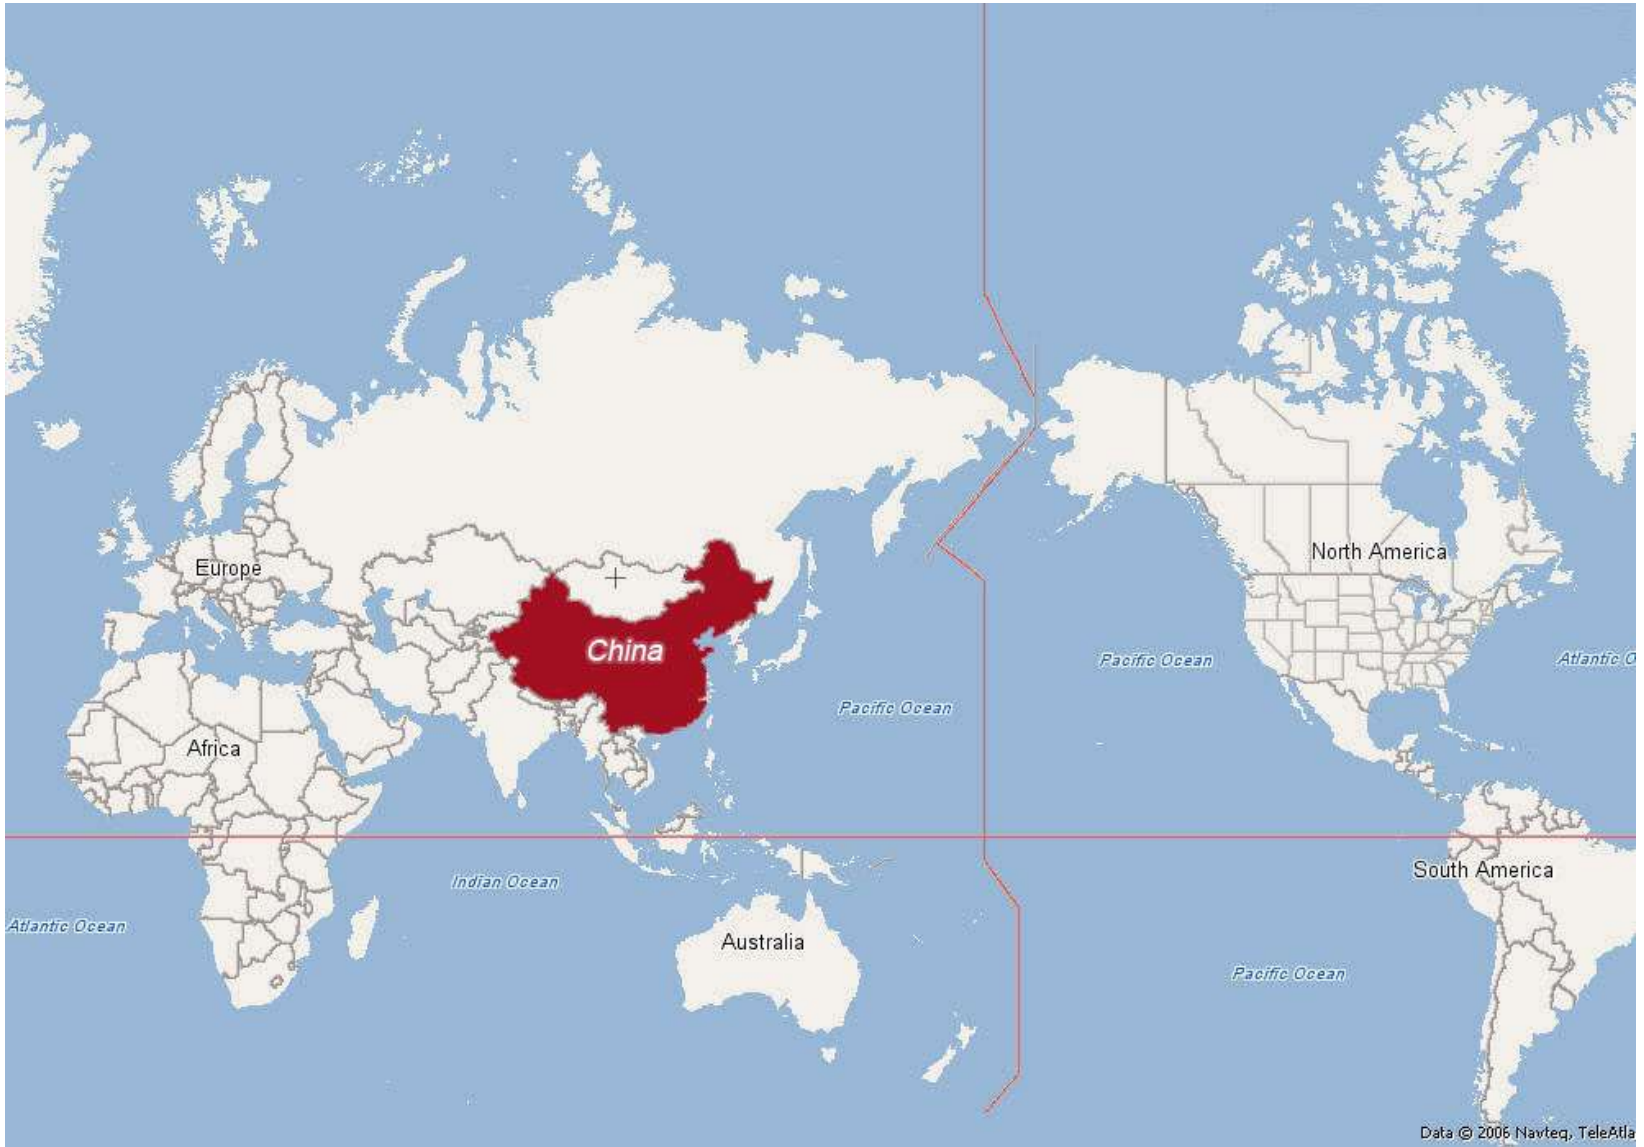 Europe
North America
China
Pacific Ocean
Atlantic O
Pacific Ocean
Africa
South America
Indian Ocean
Atlantic Ocean
Australia
Pacific Ocean
Data © 2006 Navteq, TeleAtla